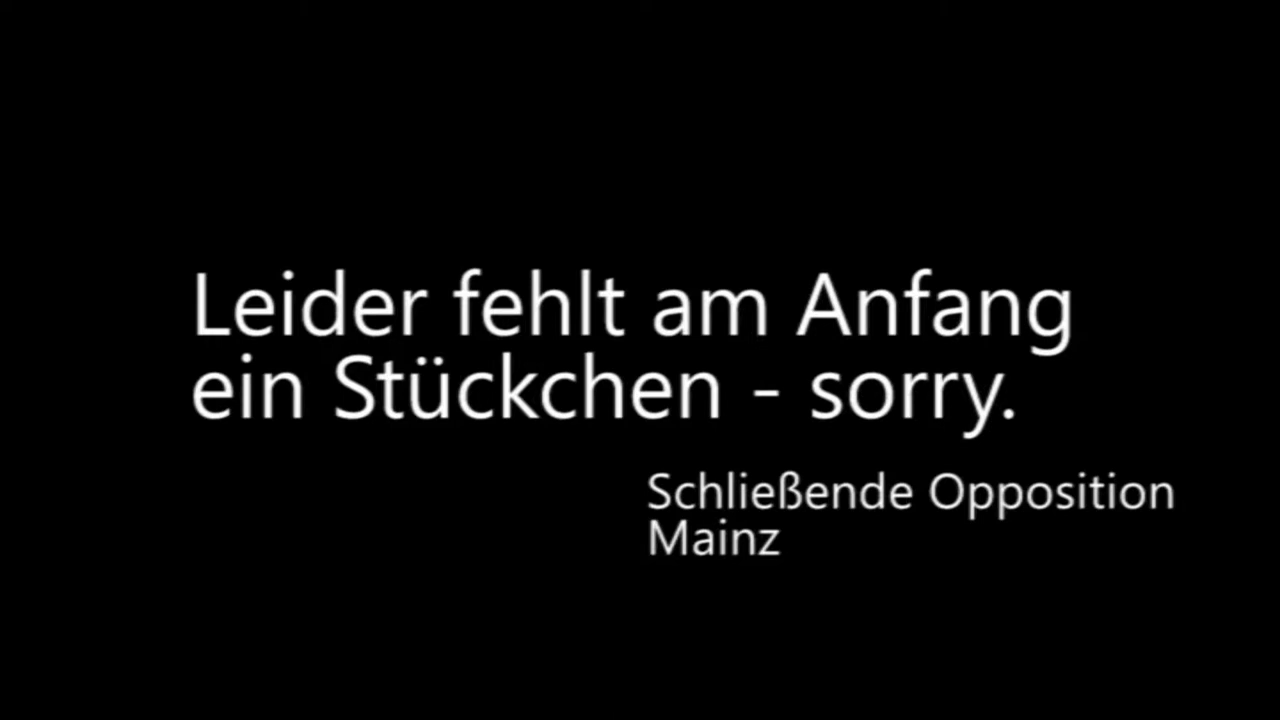 Leider fehlt am Anfang
ein Stückchen - sorry.
Schließende Opposition
Mainz